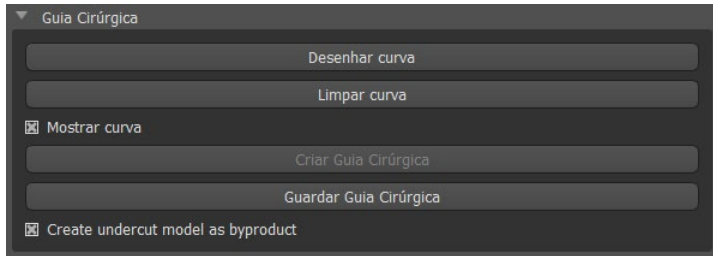 Guia Cirúrgica
Desenhar curva
Limpar curva
Mostrar curva
Criar Guia Cirúrgica
Guardar Guia Cirúrgica
Create undercut model as byproduct